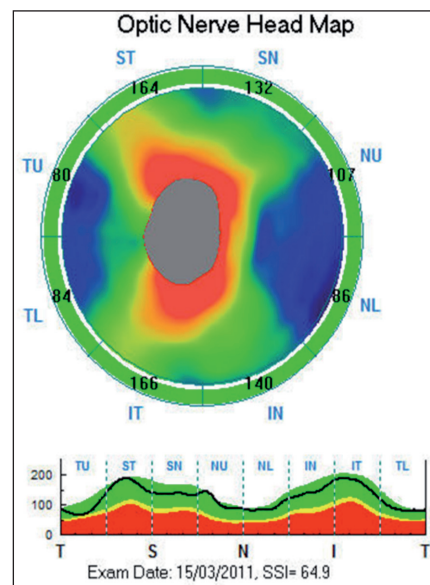 Optic Nerve Head Map
ST SN
164 132
TU NU
80 107
84 86
TL NL
166 140
IT IN
TU ST SN NU NL IN IT TL
200
100
0
T S N I T
Exam Date: 15/03/2011, SSI= 64.9